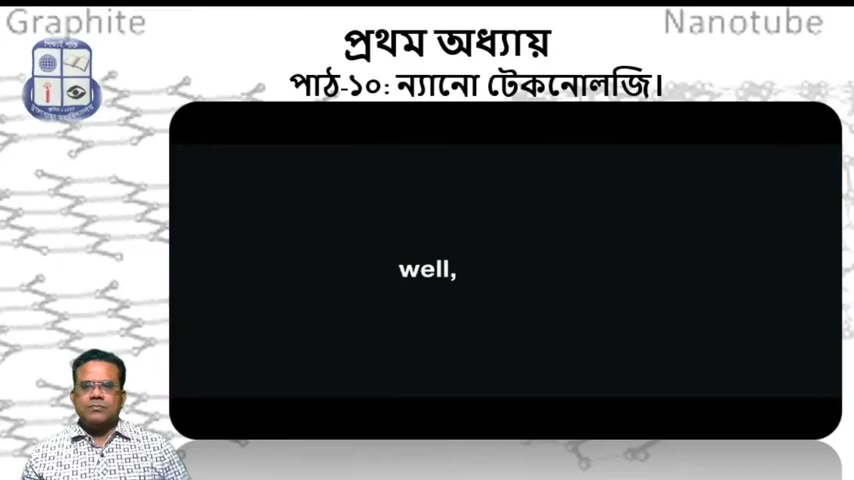 Graphite
Nanotube
প্রথম অধ্যায়
পাঠ-১০: ন্যানো টেকনোলজি।
well,